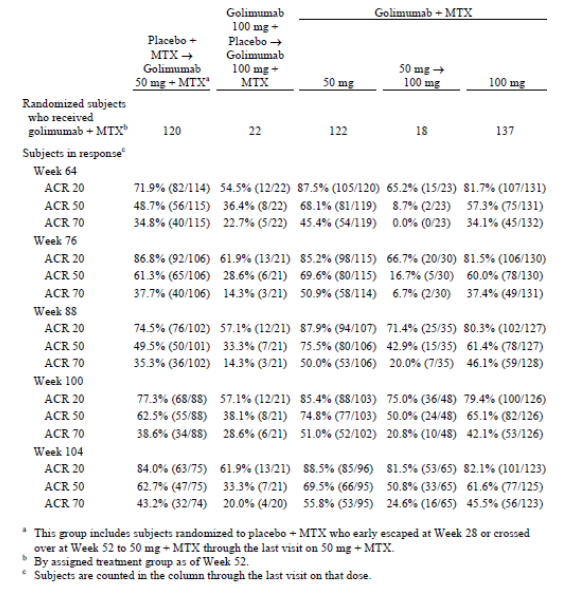 Golimumab Golimumab + MTX
100 mg +
Placebo + Placebo →
MTX → Golimumab
Golimumab 100 mg + 50 mg →
50 mg + MTXa MTX 50 mg 100 mg 100 mg
Randomized subjects
who received
golimumab + MTXb 120 22 122 18 137
Subjects in responsec
Week 64
ACR 20 71.9% (82/114) 54.5% (12/22) 87.5% (105/120) 65.2% (15/23) 81.7% (107/131)
ACR 50 48.7% (56/115) 36.4% (8/22) 68.1% (81/119) 8.7% (2/23) 57.3% (75/131)
ACR 70 34.8% (40/115) 22.7% (5/22) 45.4% (54/119) 0.0% (0/23) 34.1% (45/132)
Week 76
ACR 20 86.8% (92/106) 61.9% (13/21) 85.2% (98/115) 66.7% (20/30) 81.5% (106/130)
ACR 50 61.3% (65/106) 28.6% (6/21) 69.6% (80/115) 16.7% (5/30) 60.0% (78/130)
ACR 70 37.7% (40/106) 14.3% (3/21) 50.9% (58/114) 6.7% (2/30) 37.4% (49/131)
Week 88
ACR 20 74.5% (76/102) 57.1% (12/21) 87.9% (94/107) 71.4% (25/35) 80.3% (102/127)
ACR 50 49.5% (50/101) 33.3% (7/21) 75.5% (80/106) 42.9% (15/35) 61.4% (78/127)
ACR 70 35.3% (36/102) 14.3% (3/21) 50.0% (53/106) 20.0% (7/35) 46.1% (59/128)
Week 100
ACR 20 77.3% (68/88) 57.1% (12/21) 85.4% (88/103) 75.0% (36/48) 79.4% (100/126)
ACR 50 62.5% (55/88) 38.1% (8/21) 74.8% (77/103) 50.0% (24/48) 65.1% (82/126)
ACR 70 38.6% (34/88) 28.6% (6/21) 51.0% (52/102) 20.8% (10/48) 42.1% (53/126)
Week 104
ACR 20 84.0% (63/75) 61.9% (13/21) 88.5% (85/96) 81.5% (53/65) 82.1% (101/123)
ACR 50 62.7% (47/75) 33.3% (7/21) 69.5% (66/95) 50.8% (33/65) 61.6% (77/125)
ACR 70 43.2% (32/74) 20.0% (4/20) 55.8% (53/95) 24.6% (16/65) 45.5% (56/123)
a This group includes subjects randomized to placebo + MTX who early escaped at Week 28 or crossed
over at Week 52 to 50 mg + MTX through the last visit on 50 mg + MTX.
b By assigned treatment group as of Week 52.
c Subjects are counted in the column through the last visit on that dose.